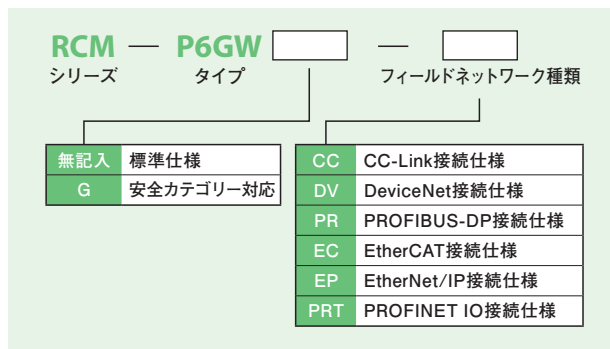 RCM — P6GW —
シリーズ タイプ フィールドネットワーク種類
無記入 標準仕様
G 安全カテゴリー対応
CC CC-Link接続仕様
DV DeviceNet接続仕様
PR PROFIBUS-DP接続仕様
EC EtherCAT接続仕様
EP EtherNet/IP接続仕様
PRT PROFINET IO接続仕様